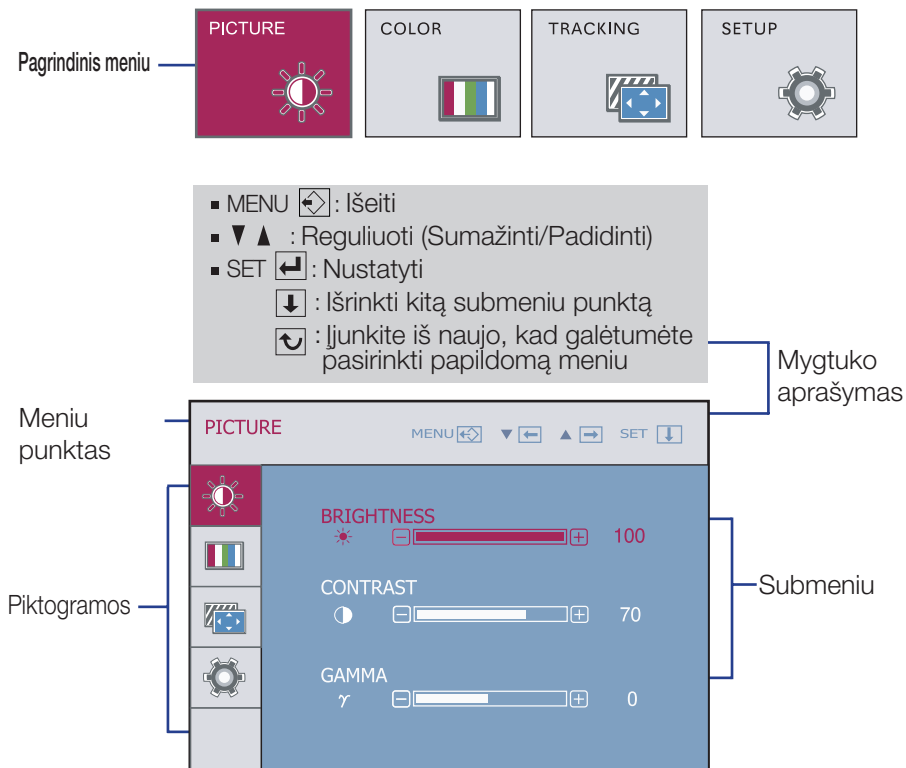 PICTURE COLOR TRACKING SETUP
Pagrindinis meniu
MENU : Išeiti
▼ ▲ : Reguliuoti (Sumažinti/Padidinti)
SET : Nustatyti
: Išrinkti kitą submeniu punktą
: Įjunkite iš naujo, kad galėtumėte
pasirinkti papildomą meniu
Mygtuko
aprašymas
Meniu
punktas
PICTURE MENU ▼ ▲ SET
BRIGHTNESS
100
CONTRAST
70
GAMMA
γ 0
Piktogramos
Submeniu